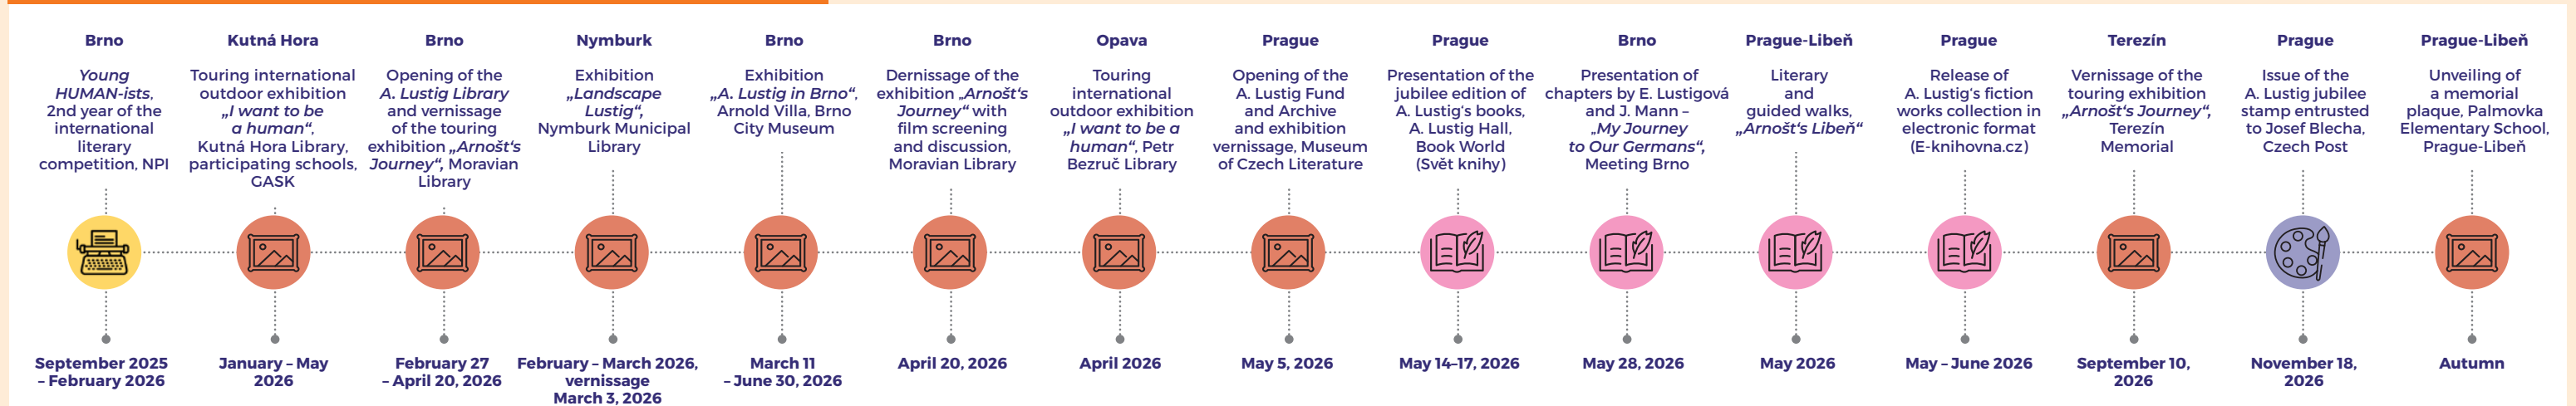 Brno
Young
HUMAN-ists,
2nd year of the
international
literary
competition, NPI
September 2025
– February 2026
Kutná Hora
Touring international
outdoor exhibition
„I want to be
a human“,
Kutná Hora Library,
participating schools,
GASK
January – May
2026
Brno
Opening of the
A. Lustig Library
and vernissage
of the touring
exhibition „Arnošt‘s
Journey“, Moravian
Library
February 27
– April 20, 2026
Nymburk
Exhibition
„Landscape
Lustig“,
Nymburk Municipal
Library
February – March 2026,
vernissage
March 3, 2026
Brno
Exhibition
„A. Lustig in Brno“,
Arnold Villa, Brno
City Museum
March 11
– June 30, 2026
Brno
Dernissage of the
exhibition „Arnošt‘s
Journey“ with
film screening
and discussion,
Moravian Library
April 20, 2026
Opava
Touring
international
outdoor exhibition
„I want to be a
human“, Petr
Bezruč Library
April 2026
Prague
Opening of the
A. Lustig Fund
and Archive
and exhibition
vernissage, Museum
of Czech Literature
May 5, 2026
Prague
Presentation of the
jubilee edition of
A. Lustig‘s books,
A. Lustig Hall,
Book World
(Svět knihy)
May 14–17, 2026
Brno
Presentation of
chapters by E. Lustigová
and J. Mann –
„My Journey
to Our Germans“,
Meeting Brno
May 28, 2026
Prague-Libeň
Literary
and
guided walks,
„Arnošt‘s Libeň“
May 2026
Prague
Release of
A. Lustig‘s fiction
works collection in
electronic format
(E-knihovna.cz)
May – June 2026
Terezín
Vernissage of the
touring exhibition
„Arnošt‘s Journey“,
Terezín
Memorial
September 10,
2026
Prague
Issue of the
A. Lustig jubilee
stamp entrusted
to Josef Blecha,
Czech Post
November 18,
2026
Prague-Libeň
Unveiling of
a memorial
plaque, Palmovka
Elementary School,
Prague-Libeň
Autumn